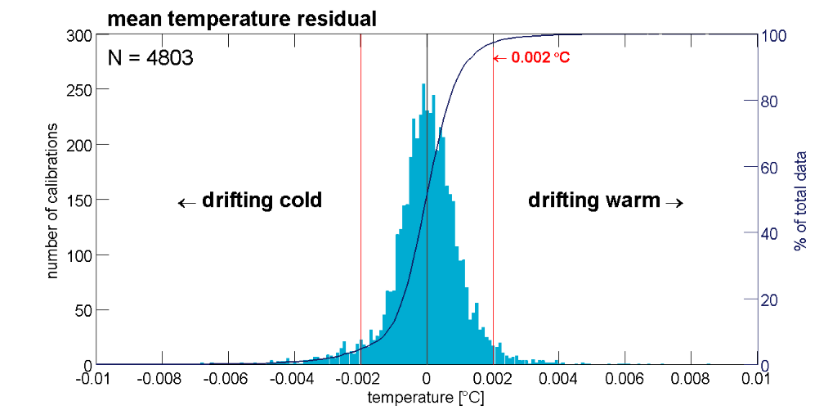 mean temperature residual
N = 4803
← 0.002 °C
← drifting cold
drifting warm →
number of calibrations
300
250
200
150
100
50
0
% of total data
100
80
60
40
20
0
-0.01 -0.008 -0.006 -0.004 -0.002 0 0.002 0.004 0.006 0.008 0.01
temperature [°C]